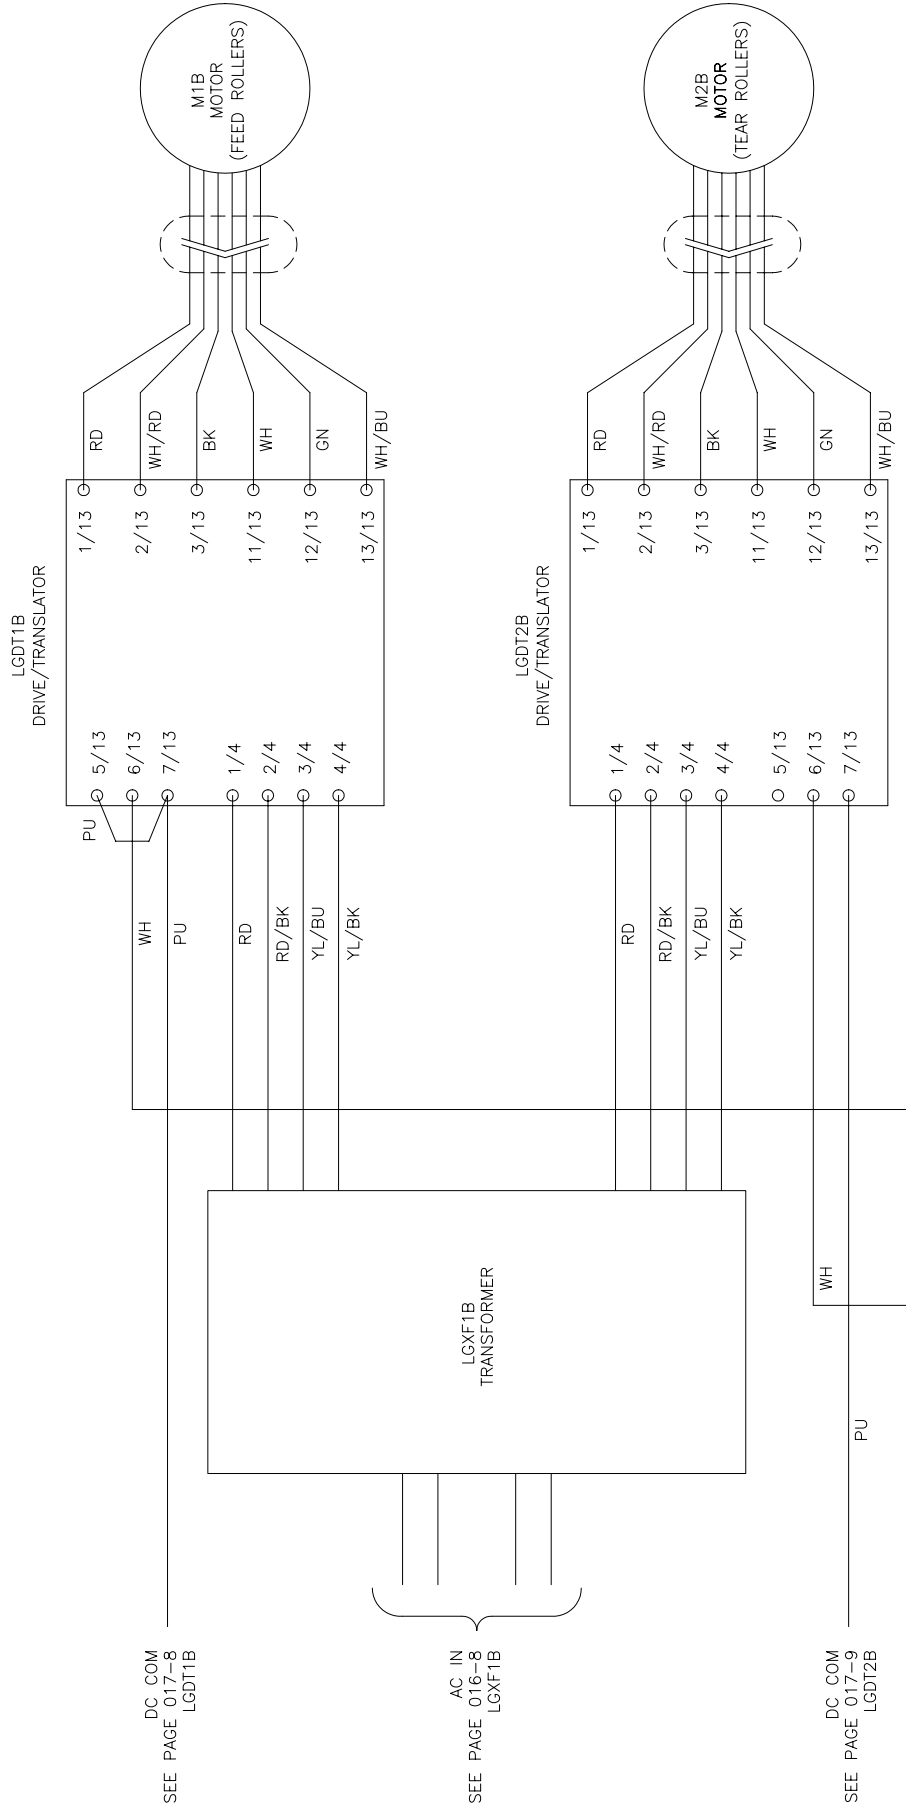 DC COM
SEE PAGE 017-8
LGDT1B
AC IN
SEE PAGE 016-8
LGXF1B
DC COM
SEE PAGE 017-9
LGDT2B
LGXF1B
TRANSFORMER
PU
WH
WH
PU
RD
RD/BK
YL/BU
YL/BK
RD
RD/BK
YL/BU
YL/BK
PU
LGDT1B
DRIVE/TRANSLATOR
5/13
6/13
7/13
1/4
2/4
3/4
4/4
1/13
2/13
3/13
11/13
12/13
13/13
RD
WH/RD
BK
WH
GN
WH/BU
M1B
MOTOR
(FEED ROLLERS)
LGDT2B
DRIVE/TRANSLATOR
1/4
2/4
3/4
4/4
5/13
6/13
7/13
1/13
2/13
3/13
11/13
12/13
13/13
RD
WH/RD
BK
WH
GN
WH/BU
M2B
MOTOR
(TEAR ROLLERS)